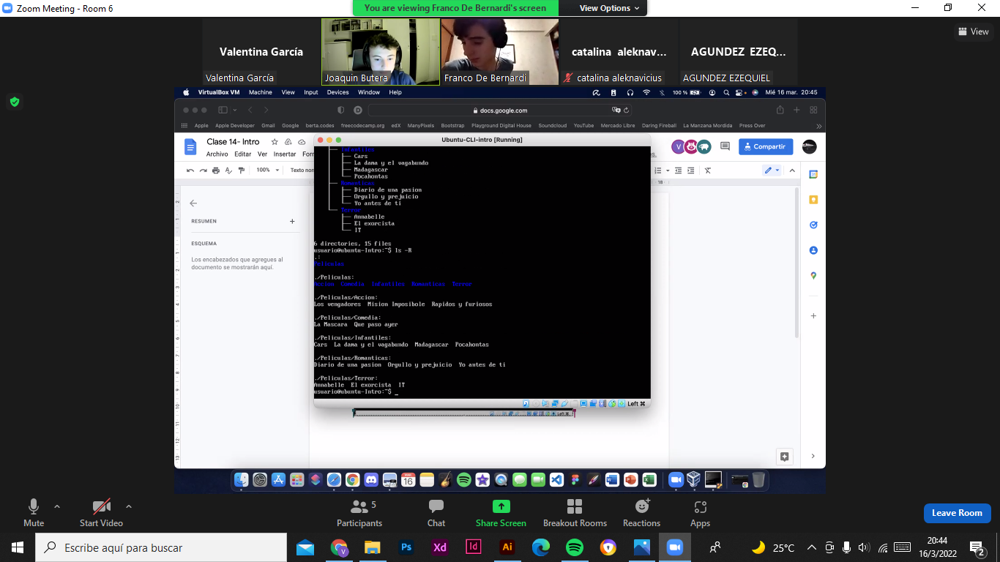 Zoom Meeting - Room 6
You are viewing Franco De Bernardi's screen
View Options
View
Valentina García
catalina aleknav...
AGUNDEZ EZEQ...
Valentina García
Joaquin Butera
Franco De Bernardi
catalina aleknavicius
AGUNDEZ EZEQUIEL
VirtualBox VM Machine View Input Devices Window Help
100 %
Mié 16 mar. 20:45
docs.google.com
Apple Apple Developer Gmail Google berta.codes freecodecamp.org edX ManyPixels Bootstrap Playground Digital House Soundcloud YouTube Mercado Libre Daring Fireball La Manzana Mordida Press Over
Clase 14- Intro
Archivo Editar Ver Insertar Forn
Compartir
100% Texto nor
Ubuntu-CLI-intro [Running]
Infantiles
Cars
La dama y el vagabundo
Madagascar
Pocahontas
Romanticas
Diario de una pasion
Orgullo y prejuicio
Yo antes de ti
Terror
Annabelle
El exorcista
IT
6 directories, 15 files
usuario@ubuntu-Intro:~$ ls -R
.:
Peliculas
./Peliculas:
Accion Comedia Infantiles Romanticas Terror
./Peliculas/Accion:
Los vengadores Mision Imposibole Rapidos y furiosos
./Peliculas/Comedia:
La Mascara Que paso ayer
./Peliculas/Infantiles:
Cars La dama y el vagabundo Madagascar Pocahontas
./Peliculas/Romanticas:
Diario de una pasion Orgullo y prejuicio Yo antes de ti
./Peliculas/Terror:
Annabelle El exorcista IT
usuario@ubuntu-Intro:~$ _
Left ⌘
RESUMEN
ESQUEMA
Los encabezados que agregues al
documento se mostrarán aquí.
Mute
Start Video
Participants
5
Chat
Share Screen
Breakout Rooms
Reactions
Apps
Leave Room
Escribe aquí para buscar
25°C
20:44
16/3/2022
2